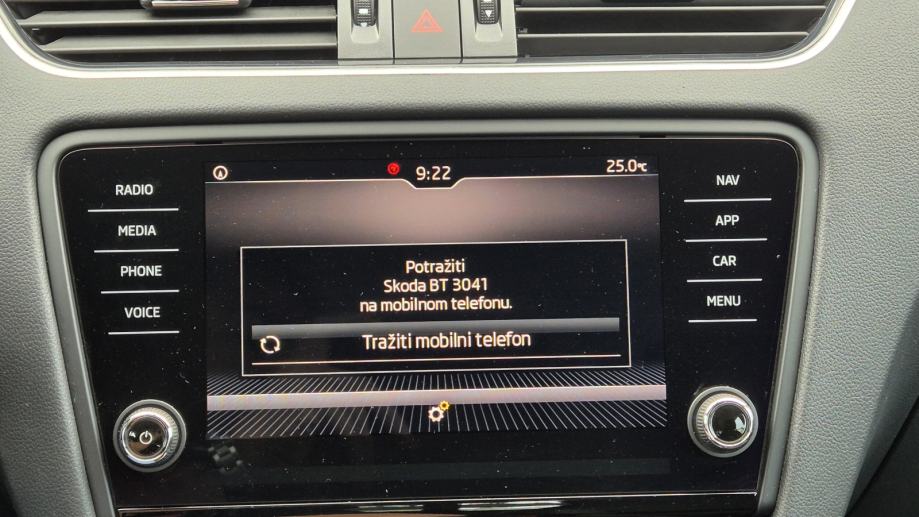 9:22
25.0°C
RADIO
MEDIA
PHONE
VOICE
Potražiti
Skoda BT 3041
na mobilnom telefonu.
Tražiti mobilni telefon
NAV
APP
CAR
MENU